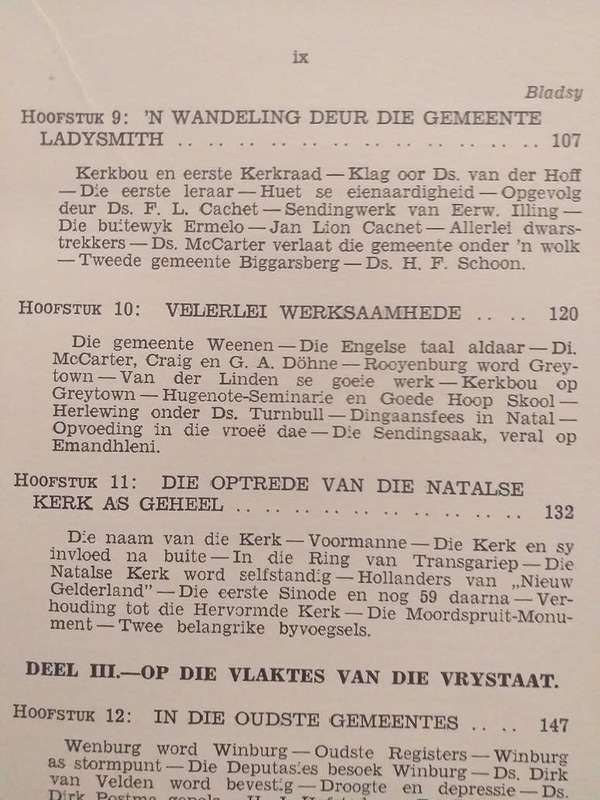 ix
Bladsy
HOOFSTUK 9: 'N WANDELING DEUR DIE GEMEENTE
LADYSMITH .. .. .. .. .. .. .. .. .. .. .. .. .. 107
Kerkbou en eerste Kerkraad — Klag oor Ds. van der Hoff
— Die eerste leraar — Huet se eienaardigheid — Opgevolg
deur Ds. F. L. Cachet — Sendingwerk van Eerw. Illing —
Die buitewyk Ermelo — Jan Lion Cacnet — Allerlei dwars-
trekkers — Ds. McCarter verlaat die gemeente onder 'n wolk
— Tweede gemeente Biggarsberg — Ds. H. F. Schoon.
HOOFSTUK 10: VELERLEI WERKSAAMHEDE .. .. 120
Die gemeente Weenen — Die Engelse taal aldaar — Di.
McCarter, Craig en G. A. Döhne — Rooyenburg word Grey-
town — Van der Linden se goeie werk — Kerkbou op
Greytown — Hugenote-Seminarie en Goede Hoop Skool —
Herlewing onder Ds. Turnbull — Dingaansfees in Natal —
Opvoeding in die vroeë dae — Die Sendingsaak, veral op
Emandhleni.
HOOFSTUK 11: DIE OPTREDE VAN DIE NATALSE
KERK AS GEHEEL .. .. .. .. .. .. .. .. .. .. .. 132
Die naam van die Kerk — Voormanne — Die Kerk en sy
invloed na buite — In die Ring van Transgariep — Die
Natalse Kerk word selfstandig — Hollanders van „Nieuw
Gelderland" — Die eerste Sinode en nog 59 daarna — Ver-
houding tot die Hervormde Kerk — Die Moordspruit-Monu-
ment — Twee belangrike byvoegsels.
DEEL III.—OP DIE VLAKTES VAN DIE VRYSTAAT.
HOOFSTUK 12: IN DIE OUDSTE GEMEENTES .. .. 147
Wenburg word Winburg — Oudste Registers — Winburg
as stormpunt — Die Deputasies besoek Winburg — Ds. Dirk
van Velden word bevestig — Droogte en depressie — Ds.
Dirk Postma